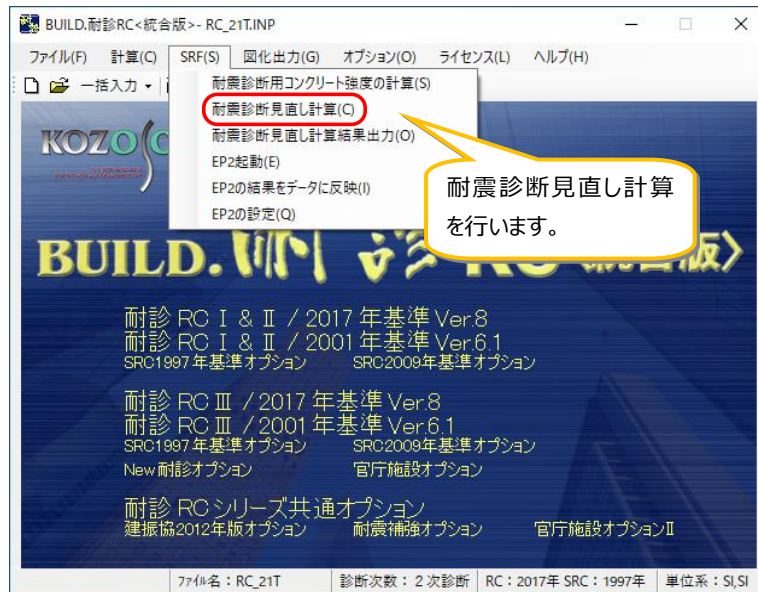 BUILD.耐診RC<統合版>- RC_21T.INP
ファイル(F) 計算(C) SRF(S) 図化出力(G) オプション(O) ライセンス(L) ヘルプ(H)
一括入力
耐震診断用コンクリート強度の計算(S)
耐震診断見直し計算(C)
耐震診断見直し計算結果出力(O)
EP2起動(E)
EP2の結果をデータに反映(I)
EP2の設定(Q)
耐震診断見直し計算
を行います。
KOZO
BUILD.耐診
耐診 RC I & II / 2017 年基準 Ver.8
耐診 RC I & II / 2001 年基準 Ver.6.1
SRC1997年基準オプション SRC2009年基準オプション
耐診 RC III / 2017 年基準 Ver.8
耐診 RC III / 2001 年基準 Ver.6.1
SRC1997年基準オプション SRC2009年基準オプション
New耐診オプション 官庁施設オプション
耐診 RC シリーズ共通オプション
建振協2012年版オプション 耐震補強オプション 官庁施設オプションII
ファイル名：RC_21T 診断次数：２次診断 RC：2017年 SRC：1997年 単位系：SI,SI